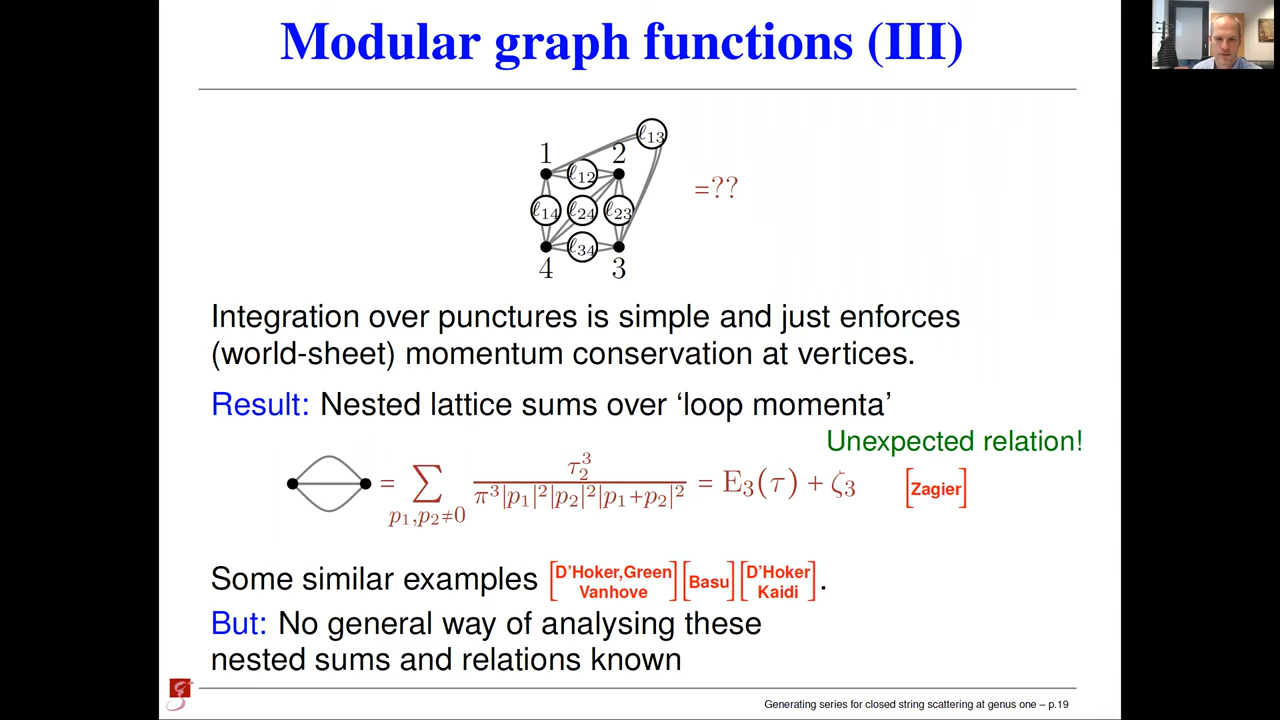 Modular graph functions (III)
ℓ13
1 2
ℓ12
=??
ℓ14 ℓ24 ℓ23
ℓ34
4 3
Integration over punctures is simple and just enforces
(world-sheet) momentum conservation at vertices.
Result: Nested lattice sums over ‘loop momenta’
Unexpected relation!
= ∑_{p₁,p₂≠0} τ₂³ / (π³|p₁|²|p₂|²|p₁+p₂|²) = E₃(τ) + ζ₃ [Zagier]
Some similar examples [D’Hoker,Green Vanhove] [Basu] [D’Hoker Kaidi].
But: No general way of analysing these
nested sums and relations known
Generating series for closed string scattering at genus one – p.19